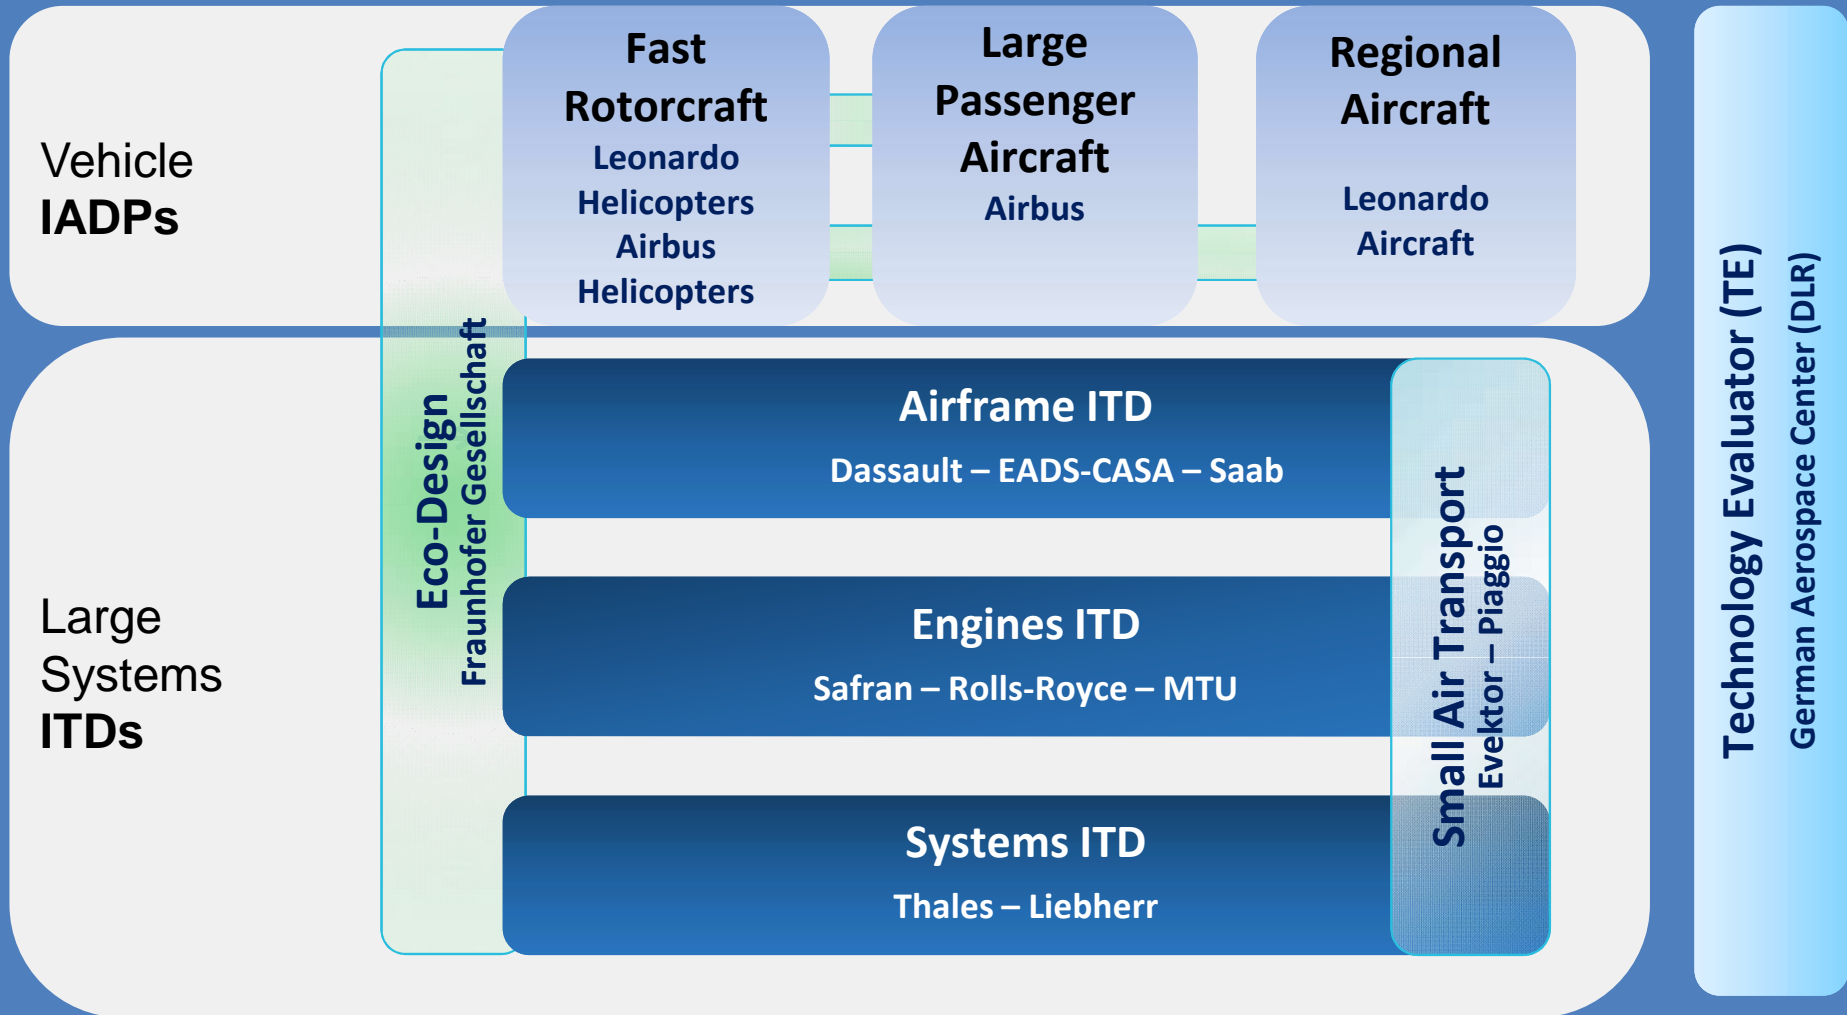 Vehicle
IADPs
Fast
Rotorcraft
Leonardo
Helicopters
Airbus
Helicopters
Large
Passenger
Aircraft
Airbus
Regional
Aircraft
Leonardo
Aircraft
Large
Systems
ITDs
Eco-Design
Fraunhofer Gesellschaft
Airframe ITD
Dassault – EADS-CASA – Saab
Engines ITD
Safran – Rolls-Royce – MTU
Systems ITD
Thales – Liebherr
Small Air Transport
Evektor – Piaggio
Technology Evaluator (TE)
German Aerospace Center (DLR)